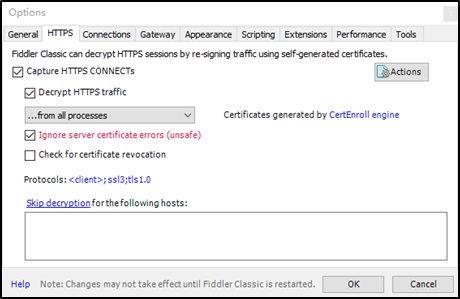 Options
General HTTPS Connections Gateway Appearance Scripting Extensions Performance Tools
Fiddler Classic can decrypt HTTPS sessions by re-signing traffic using self-generated certificates.
Capture HTTPS CONNECTs
Actions
Decrypt HTTPS traffic
...from all processes
Certificates generated by CertEnroll engine
Ignore server certificate errors (unsafe)
Check for certificate revocation
Protocols: <client>;ssl3;tls1.0
Skip decryption for the following hosts:
Help Note: Changes may not take effect until Fiddler Classic is restarted. OK Cancel